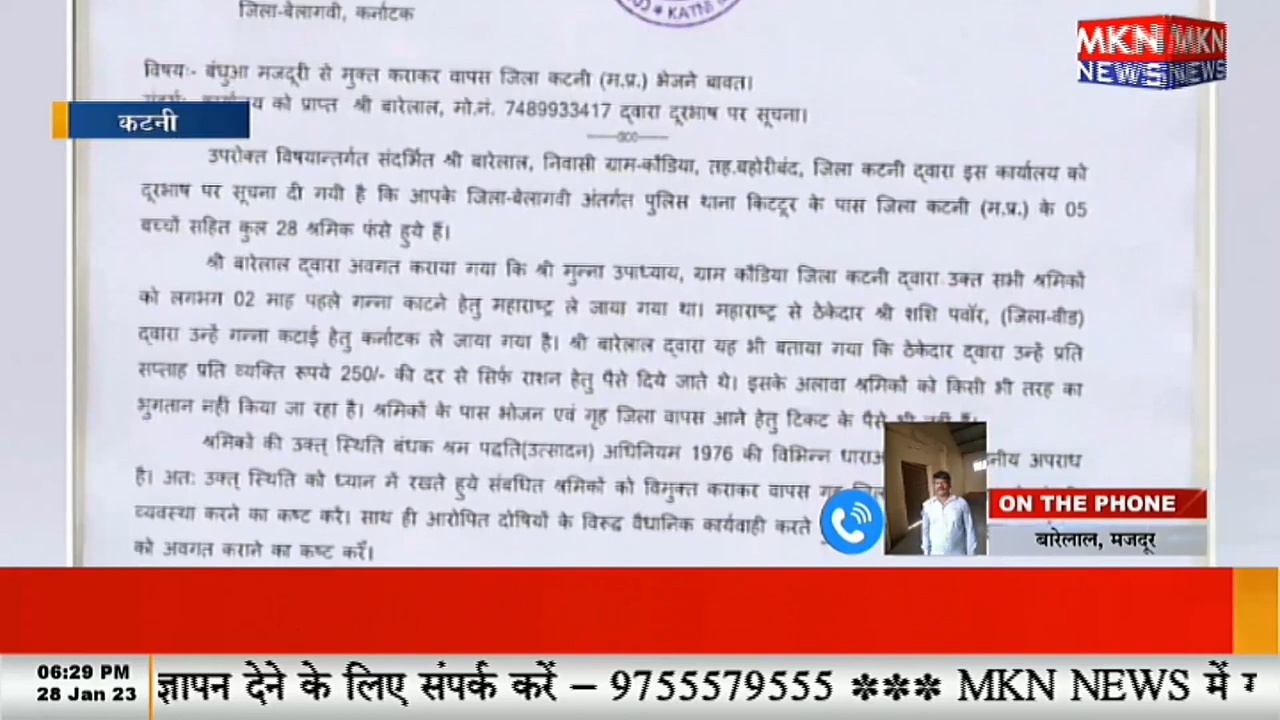 जिला-बेलागवी, कर्नाटक
KATNI
MKN NEWS
MKN NEWS
विषयः- बंधुआ मजदूरी से मुक्त कराकर वापस जिला कटनी (म.प्र.) भेजने बावत।
को प्राप्त श्री बारेलाल, मो.नं. 7489933417 द्वारा दूरभाष पर सूचना।
कटनी
उपरोक्त विषयान्तर्गत संदर्भित श्री बारेलाल, निवासी ग्राम-कौडिया, तह.बहोरीबंद, जिला कटनी द्वारा इस कार्यालय को
दूरभाष पर सूचना दी गयी है कि आपके जिला-बेलागवी अंतर्गत पुलिस थाना किटटूर के पास जिला कटनी (म.प्र.) के 05
बच्चों सहित कुल 28 श्रमिक फंसे हुये हैं।
श्री बारेलाल द्वारा अवगत कराया गया कि श्री मुन्ना उपाध्याय, ग्राम कौडिया जिला कटनी द्वारा उक्त सभी श्रमिकों
को लगभग 02 माह पहले गन्ना काटने हेतु महाराष्ट्र ले जाया गया था। महाराष्ट्र से ठेकेदार श्री शशि पवॉर, (जिला-वीड)
द्वारा उन्हें गन्ना कटाई हेतु कर्नाटक ले जाया गया है। श्री बारेलाल द्वारा यह भी बताया गया कि ठेकेदार द्वारा उन्हें प्रति
सप्ताह प्रति व्यक्ति रूपये 250/- की दर से सिर्फ राशन हेतु पैसे दिये जाते थे। इसके अलावा श्रमिकों को किसी भी तरह का
भुगतान नहीं किया जा रहा है। श्रमिकों के पास भोजन एवं गृह जिला वापस आने हेतु टिकट के पैसे
श्रमिकों की उक्त् स्थिति बंधक श्रम पद्दति(उत्सादन) अधिनियम 1976 की विभिन्न अपराध
है। अतः उक्त् स्थिति को ध्यान में रखते हुये संबधित श्रमिकों को विमुक्त कराकर वापस
व्यवस्था करने का कष्ट करें। साथ ही आरोपित दोषियों के विरूद्ध वैधानिक कार्यवाही करते
को अवगत कराने का कष्ट करें।
ON THE PHONE
बारेलाल, मजदूर
06:29 PM
28 Jan 23
ज्ञापन देने के लिए संपर्क करें – 9755579555 *** MKN NEWS में